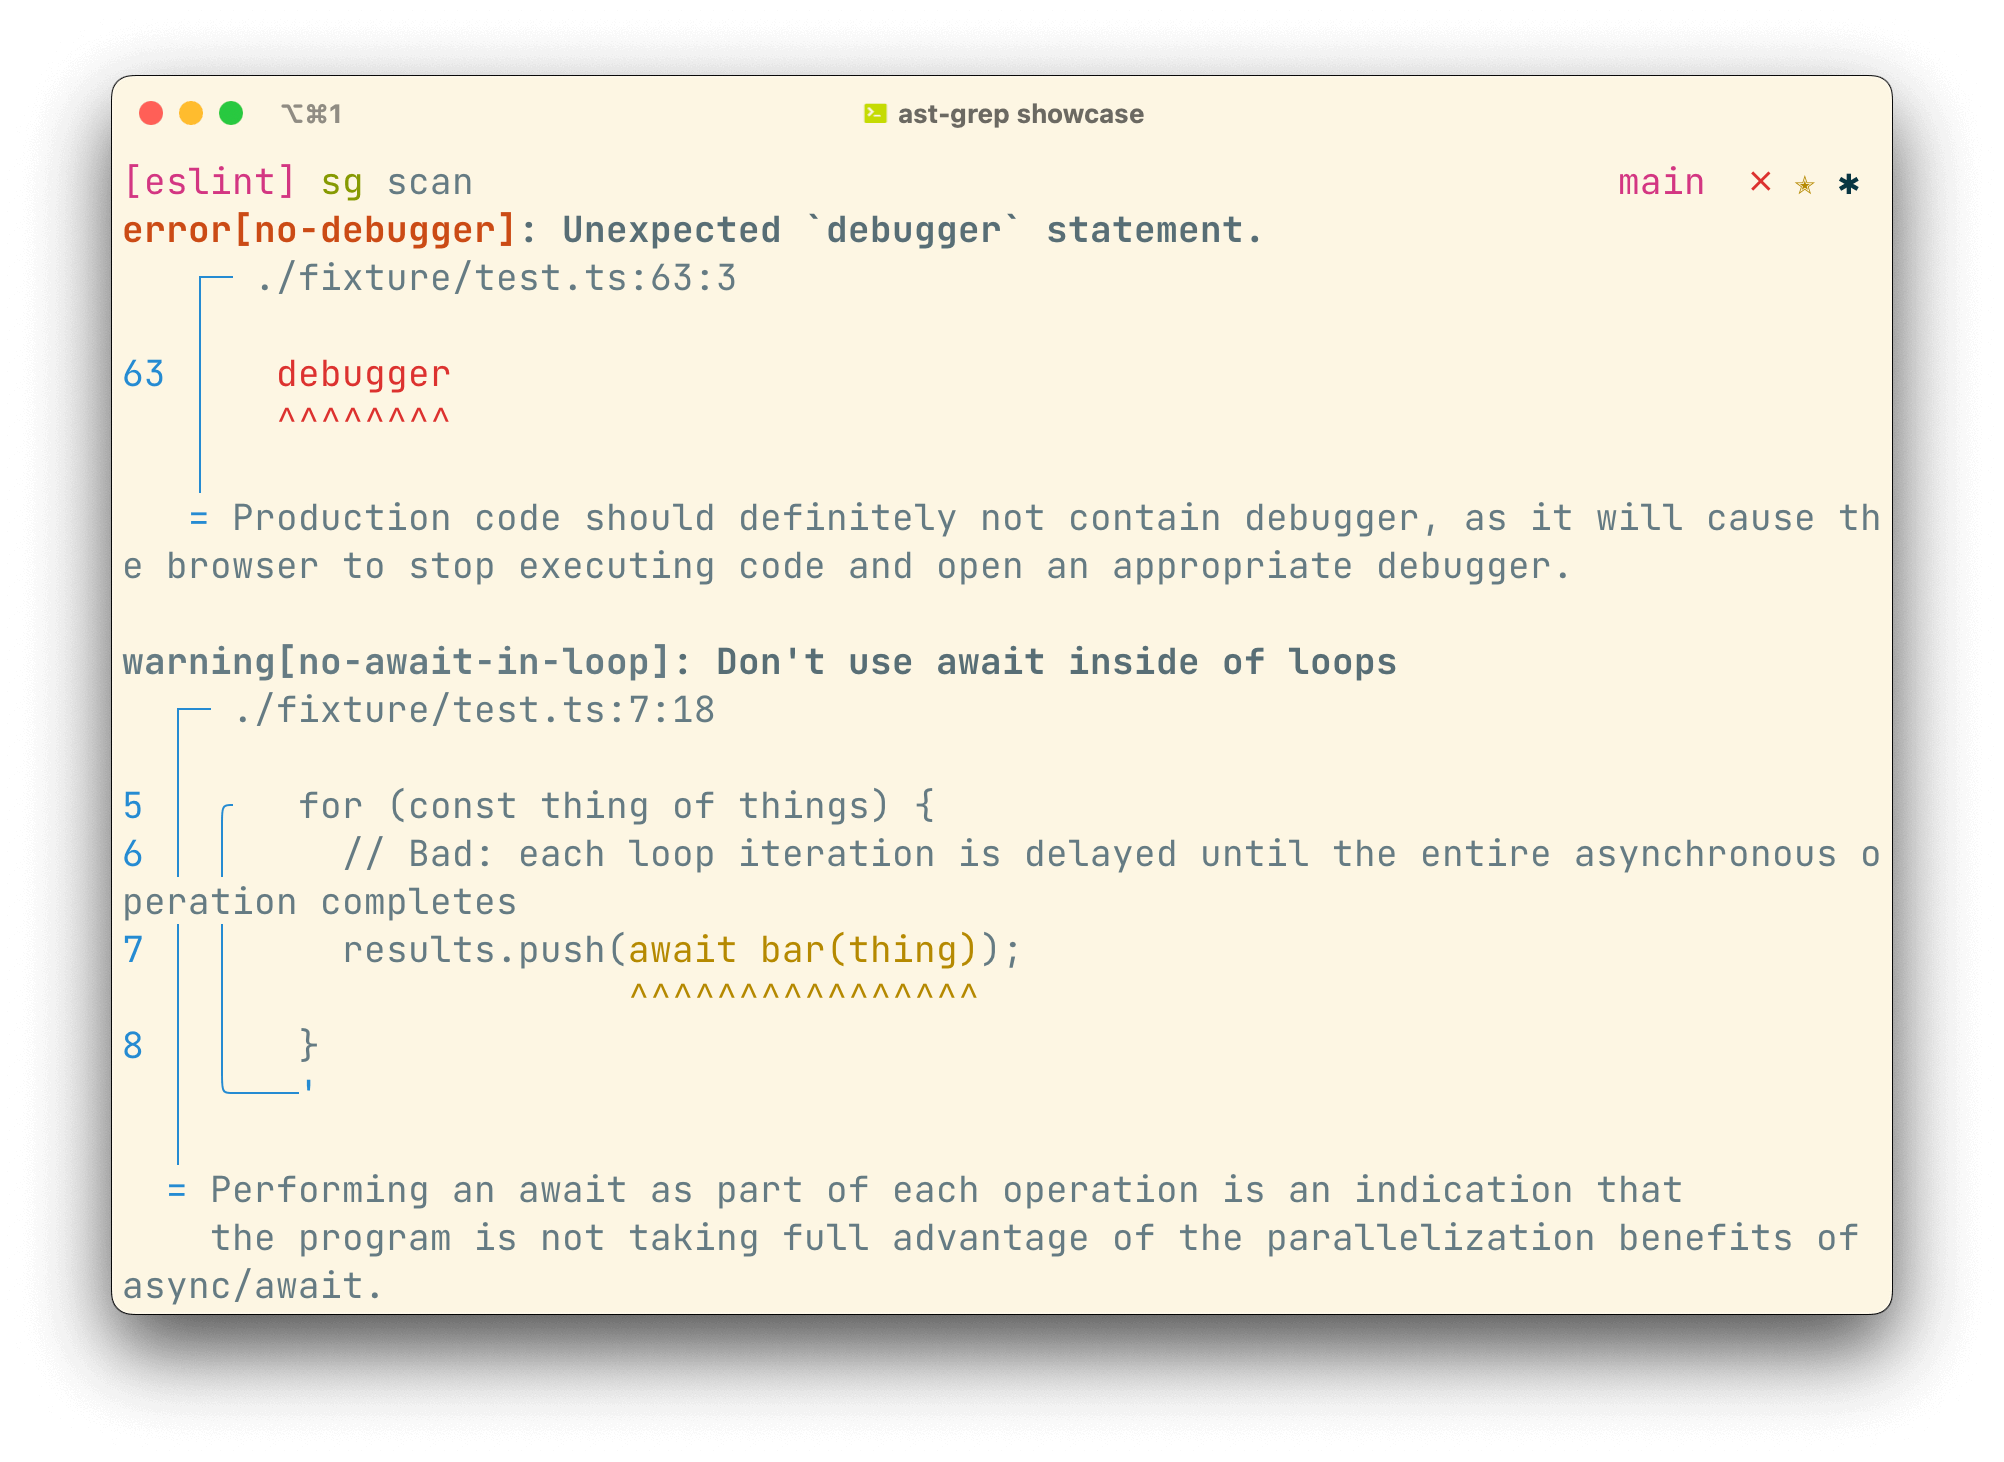 ⌥⌘1 ast-grep showcase
[eslint] sg scan main × ✭ ✱
error[no-debugger]: Unexpected `debugger` statement.
./fixture/test.ts:63:3
63 debugger
^^^^^^^^
= Production code should definitely not contain debugger, as it will cause th
e browser to stop executing code and open an appropriate debugger.
warning[no-await-in-loop]: Don't use await inside of loops
./fixture/test.ts:7:18
5 for (const thing of things) {
6 // Bad: each loop iteration is delayed until the entire asynchronous o
peration completes
7 results.push(await bar(thing));
^^^^^^^^^^^^^^^^
8 }
'
= Performing an await as part of each operation is an indication that
the program is not taking full advantage of the parallelization benefits of
async/await.